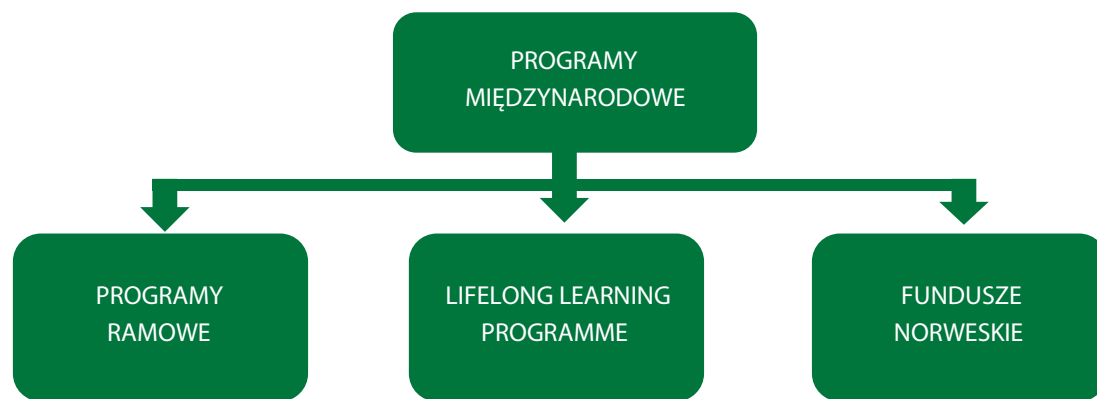 PROGRAMY
MIĘDZYNARODOWE
PROGRAMY
RAMOWE
LIFELONG LEARNING
PROGRAMME
FUNDUSZE
NORWESKIE